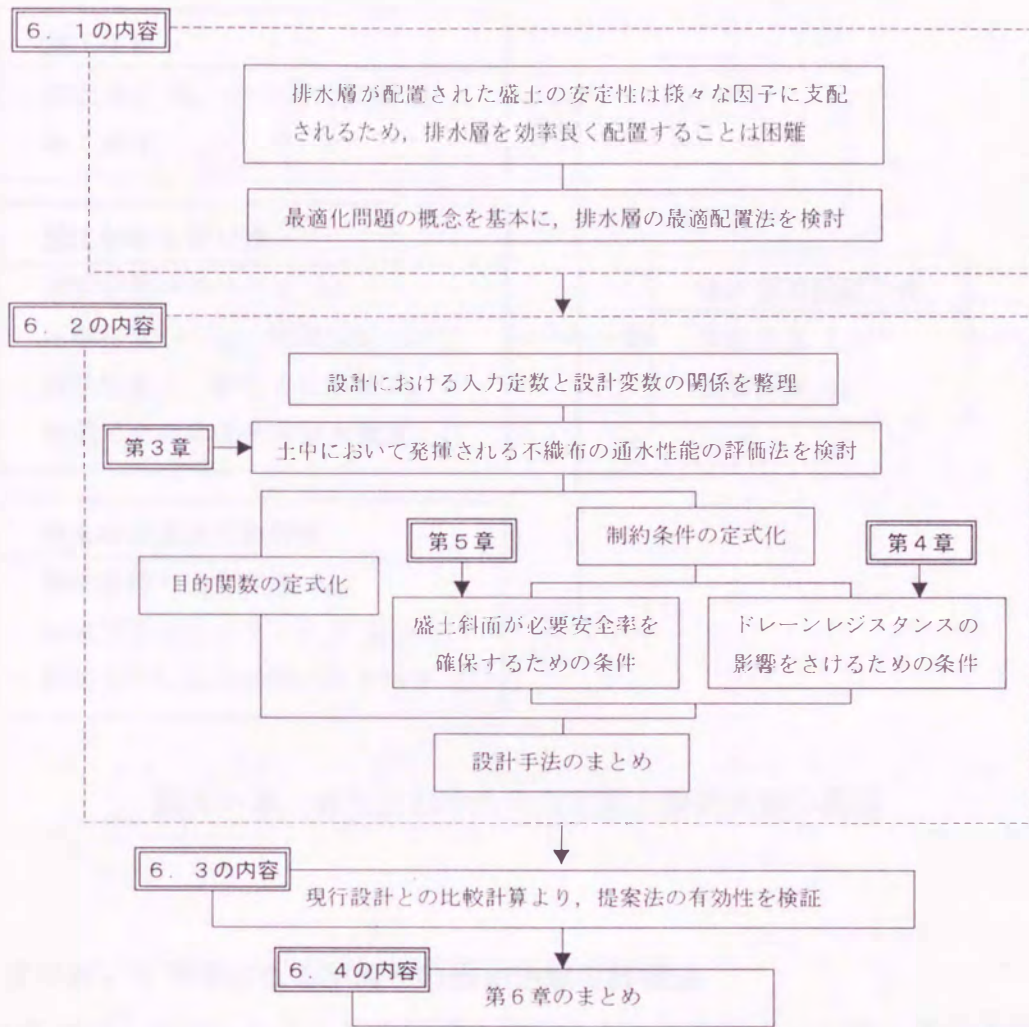 6.1の内容
排水層が配置された盛土の安定性は様々な因子に支配
されるため,排水層を効率良く配置することは困難
最適化問題の概念を基本に,排水層の最適配置法を検討
6.2の内容
設計における入力定数と設計変数の関係を整理
第3章
土中において発揮される不織布の通水性能の評価法を検討
目的関数の定式化
制約条件の定式化
第5章
第4章
盛土斜面が必要安全率を
確保するための条件
ドレーンレジスタンスの
影響をさけるための条件
設計手法のまとめ
6.3の内容
現行設計との比較計算より,提案法の有効性を検証
6.4の内容
第6章のまとめ